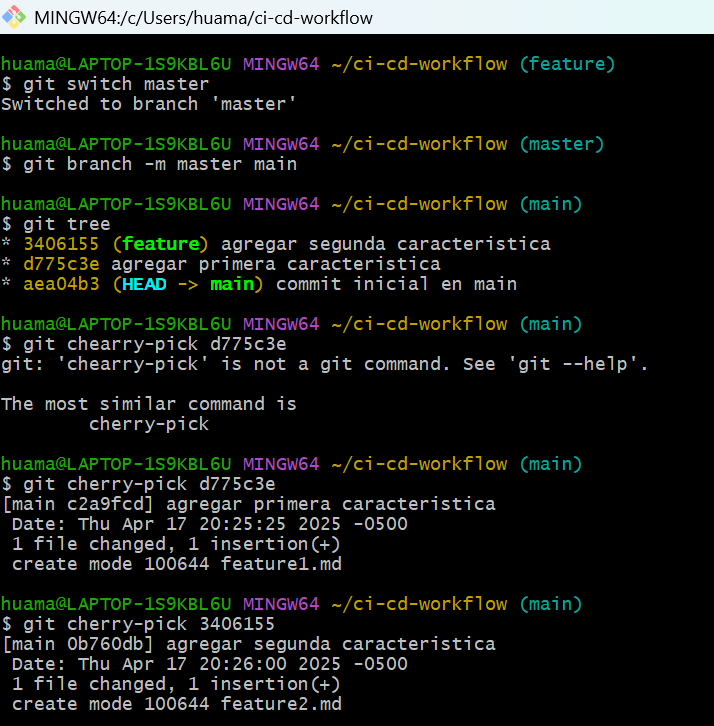 MINGW64:/c/Users/huama/ci-cd-workflow
huama@LAPTOP-1S9KBL6U MINGW64 ~/ci-cd-workflow (feature)
$ git switch master
Switched to branch 'master'
huama@LAPTOP-1S9KBL6U MINGW64 ~/ci-cd-workflow (master)
$ git branch -m master main
huama@LAPTOP-1S9KBL6U MINGW64 ~/ci-cd-workflow (main)
$ git tree
* 3406155 (feature) agregar segunda caracteristica
* d775c3e agregar primera caracteristica
* aea04b3 (HEAD -> main) commit inicial en main
huama@LAPTOP-1S9KBL6U MINGW64 ~/ci-cd-workflow (main)
$ git chearry-pick d775c3e
git: 'chearry-pick' is not a git command. See 'git --help'.
The most similar command is
cherry-pick
huama@LAPTOP-1S9KBL6U MINGW64 ~/ci-cd-workflow (main)
$ git cherry-pick d775c3e
[main c2a9fcd] agregar primera caracteristica
Date: Thu Apr 17 20:25:25 2025 -0500
1 file changed, 1 insertion(+)
create mode 100644 feature1.md
huama@LAPTOP-1S9KBL6U MINGW64 ~/ci-cd-workflow (main)
$ git cherry-pick 3406155
[main 0b760db] agregar segunda caracteristica
Date: Thu Apr 17 20:26:00 2025 -0500
1 file changed, 1 insertion(+)
create mode 100644 feature2.md